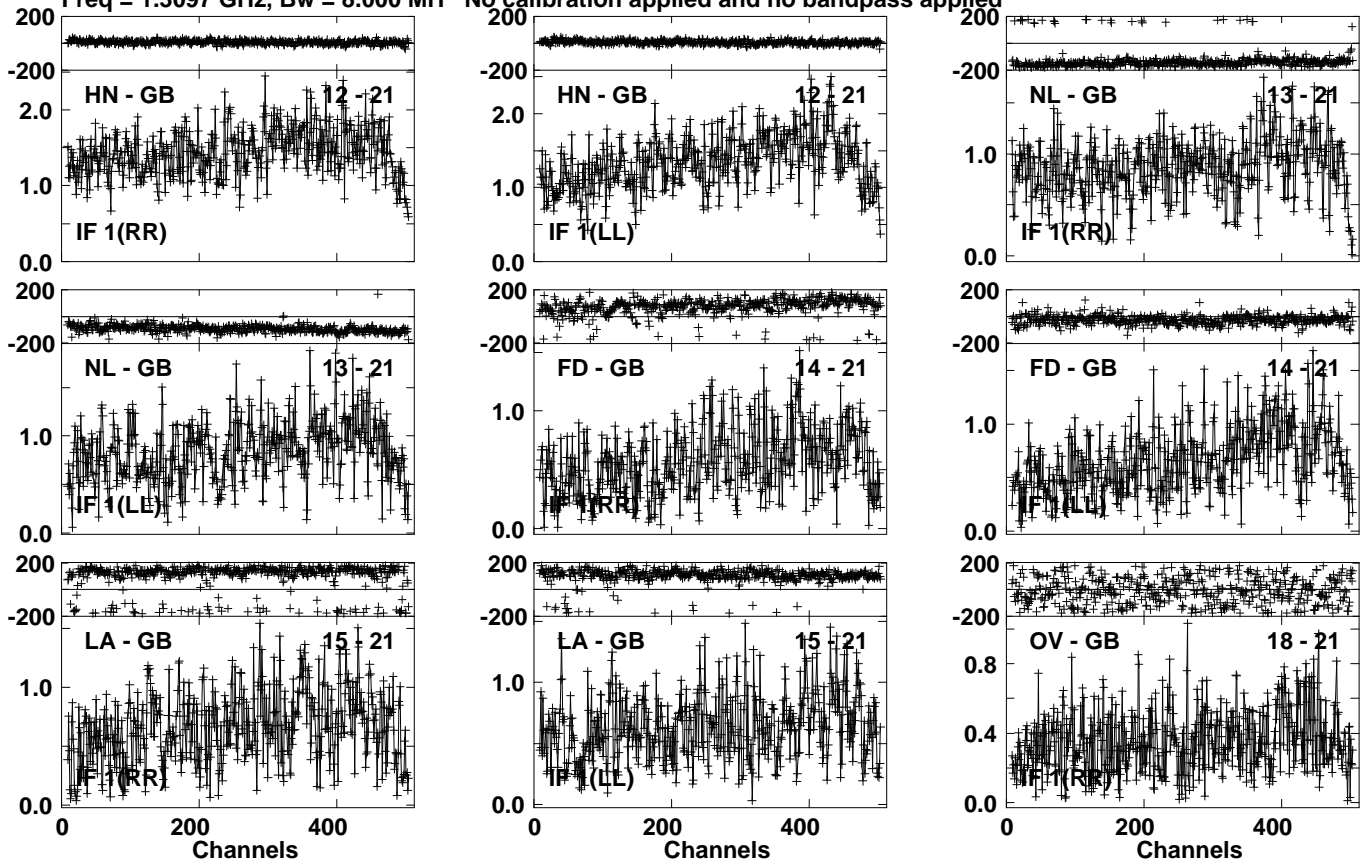 Freq = 1.3097 GHz, Bw = 8.000 MH No calibration applied and no bandpass applied
200
-200
2.0
1.0
0.0
HN - GB 12 - 21
IF 1(RR)
200
-200
2.0
1.0
0.0
HN - GB 12 - 21
IF 1(LL)
200
-200
1.0
0.0
NL - GB 13 - 21
IF 1(RR)
200
-200
1.0
0.0
NL - GB 13 - 21
IF 1(LL)
200
-200
1.0
0.0
FD - GB 14 - 21
IF 1(RR)
200
-200
1.0
0.0
FD - GB 14 - 21
IF 1(LL)
200
-200
1.0
0.0
LA - GB 15 - 21
IF 1(RR)
0 200 400
Channels
200
-200
1.0
0.0
LA - GB 15 - 21
IF 1(LL)
0 200 400
Channels
200
-200
0.8
0.4
0.0
OV - GB 18 - 21
IF 1(RR)
0 200 400
Channels